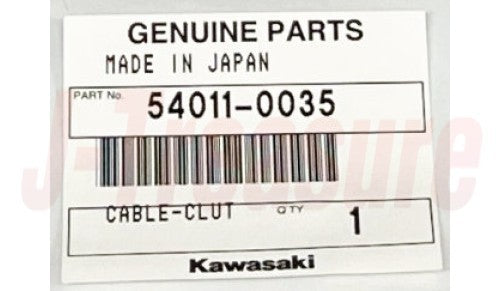 GENUINE PARTS
MADE IN JAPAN
PART No. 54011-0035
J-Treasure
CABLE-CLUT QTY 1
Kawasaki